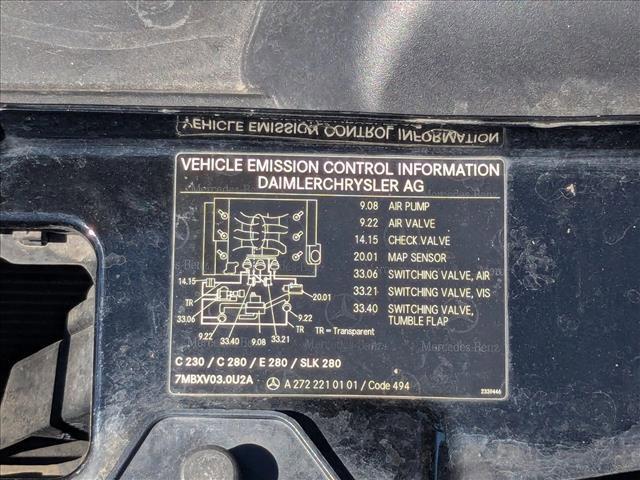 VEHICLE EMISSION CONTROL INFORMATION
VEHICLE EMISSION CONTROL INFORMATION
DAIMLERCHRYSLER AG
9.08 AIR PUMP
9.22 AIR VALVE
14.15 CHECK VALVE
20.01 MAP SENSOR
33.06 SWITCHING VALVE, AIR
33.21 SWITCHING VALVE, VIS
33.40 SWITCHING VALVE,
TUMBLE FLAP
14.15
TR
33.06
20.01
9.22
TR
9.22 33.40 9.08 33.21
TR = Transparent
Mercedes-Benz
C 230 / C 280 / E 280 / SLK 280
7MBXV03.0U2A A 272 221 01 01 / Code 494